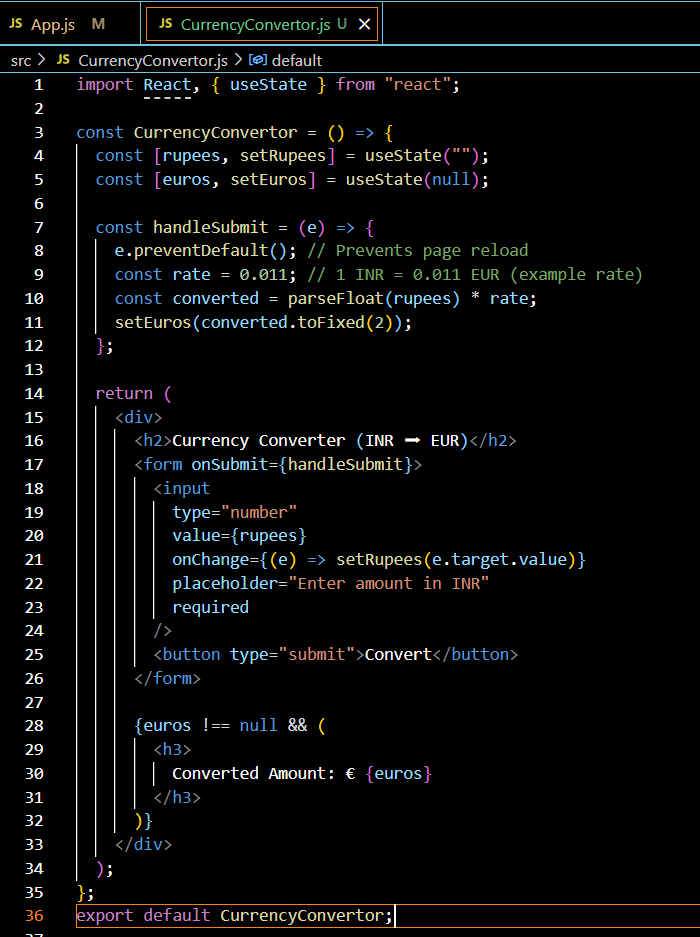 JS App.js M JS CurrencyConvertor.js U ✕
src > JS CurrencyConvertor.js > default
1 import React, { useState } from "react";
2
3 const CurrencyConvertor = () => {
4   const [rupees, setRupees] = useState("");
5   const [euros, setEuros] = useState(null);
6
7   const handleSubmit = (e) => {
8     e.preventDefault(); // Prevents page reload
9     const rate = 0.011; // 1 INR = 0.011 EUR (example rate)
10     const converted = parseFloat(rupees) * rate;
11     setEuros(converted.toFixed(2));
12   };
13
14   return (
15     <div>
16       <h2>Currency Converter (INR ➡ EUR)</h2>
17       <form onSubmit={handleSubmit}>
18         <input
19           type="number"
20           value={rupees}
21           onChange={(e) => setRupees(e.target.value)}
22           placeholder="Enter amount in INR"
23           required
24         />
25         <button type="submit">Convert</button>
26       </form>
27
28       {euros !== null && (
29         <h3>
30           Converted Amount: € {euros}
31         </h3>
32       )}
33     </div>
34   );
35 };
36 export default CurrencyConvertor;
37